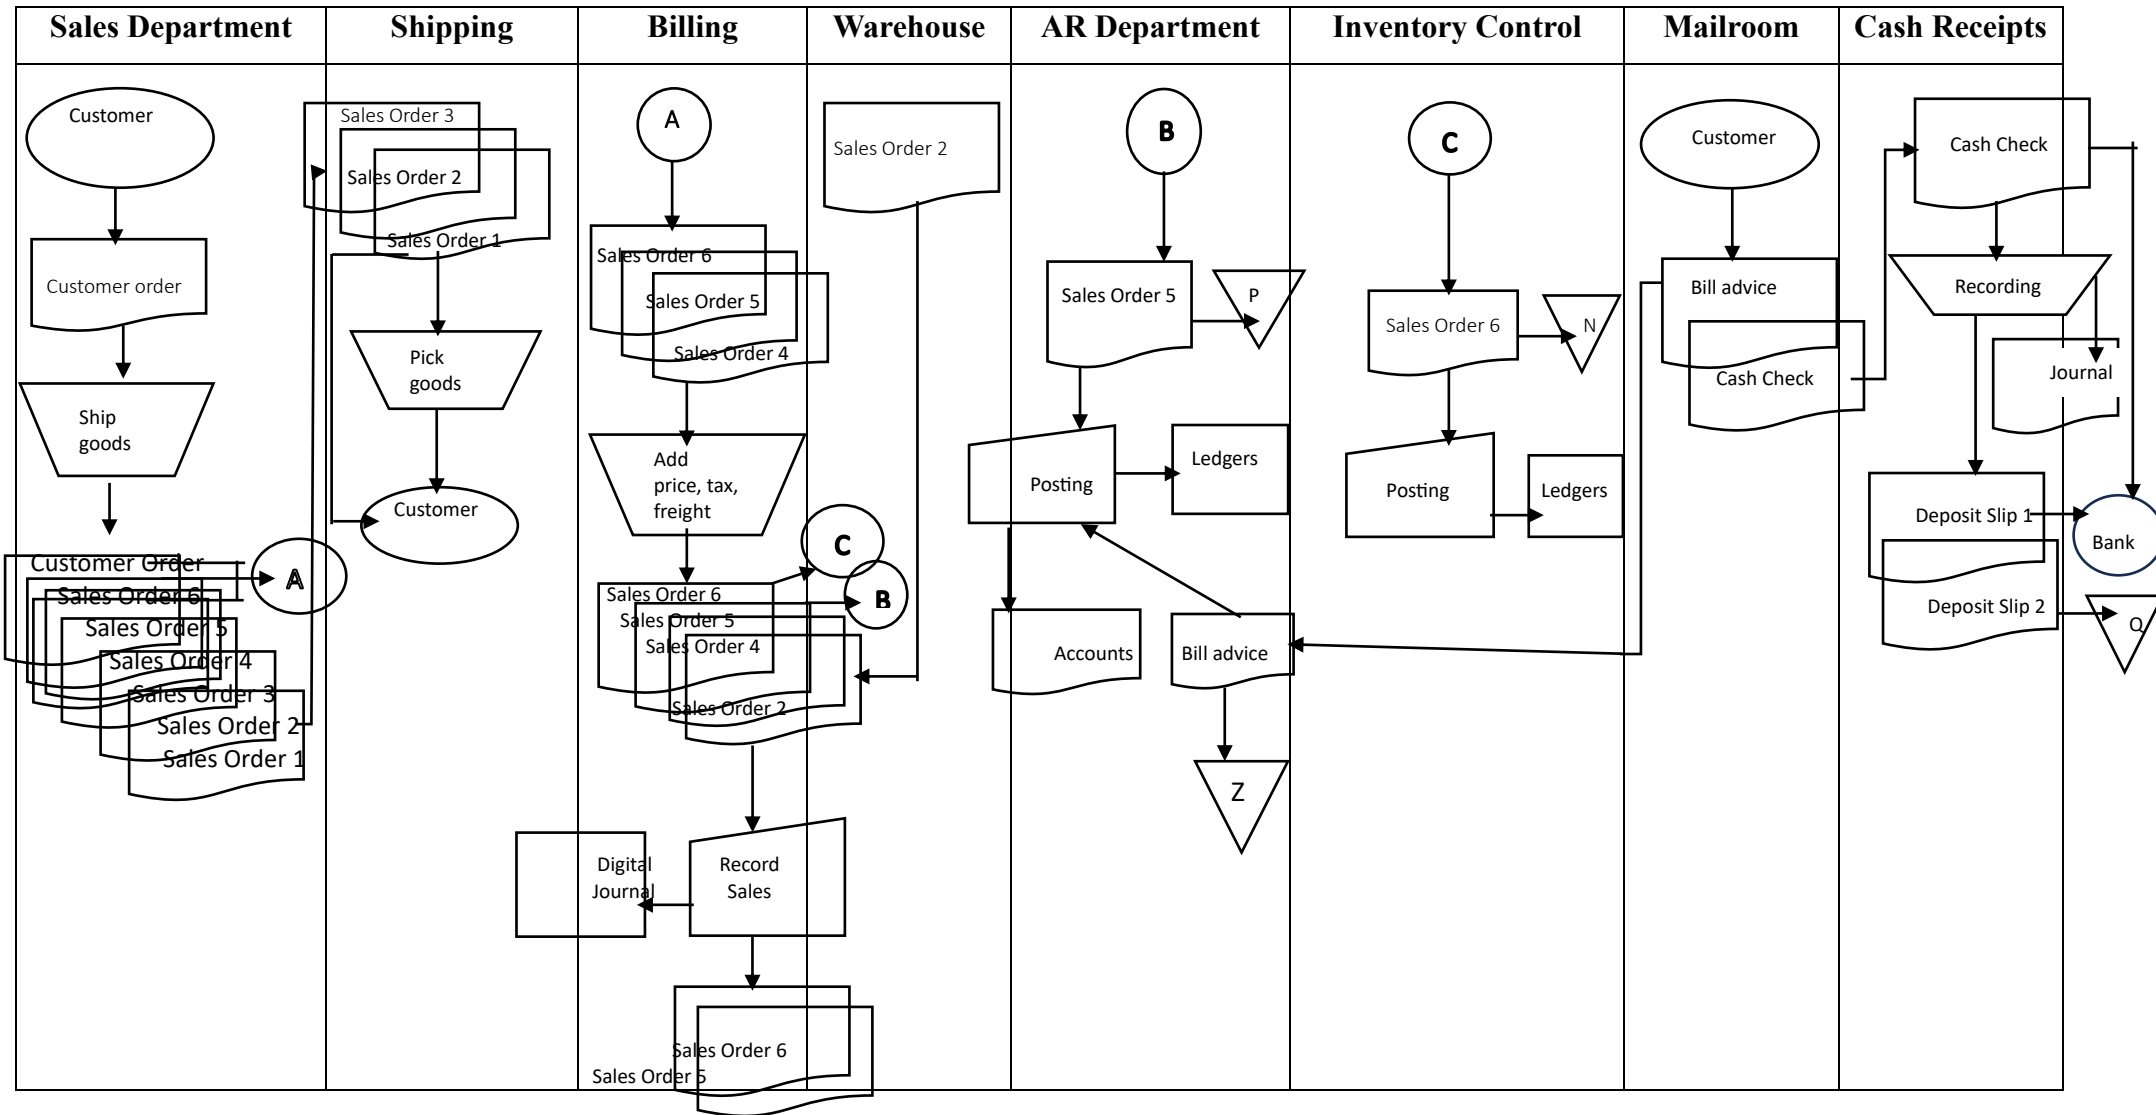 Sales Department
Shipping
Billing
Warehouse
AR Department
Inventory Control
Mailroom
Cash Receipts
Customer
Customer order
Ship
goods
Customer Order
Sales Order 6
Sales Order 5
Sales Order 4
Sales Order 3
Sales Order 2
Sales Order 1
A
Sales Order 3
Sales Order 2
Sales Order 1
Pick
goods
Customer
A
Sales Order 6
Sales Order 5
Sales Order 4
Add
price, tax,
freight
C
B
Sales Order 6
Sales Order 5
Sales Order 4
Sales Order 2
Digital
Journal
Record
Sales
Sales Order 6
Sales Order 5
Sales Order 2
B
Sales Order 5
P
Posting
Ledgers
Accounts
Bill advice
Z
C
Sales Order 6
N
Posting
Ledgers
Customer
Bill advice
Cash Check
Cash Check
Recording
Journal
Deposit Slip 1
Bank
Deposit Slip 2
Q